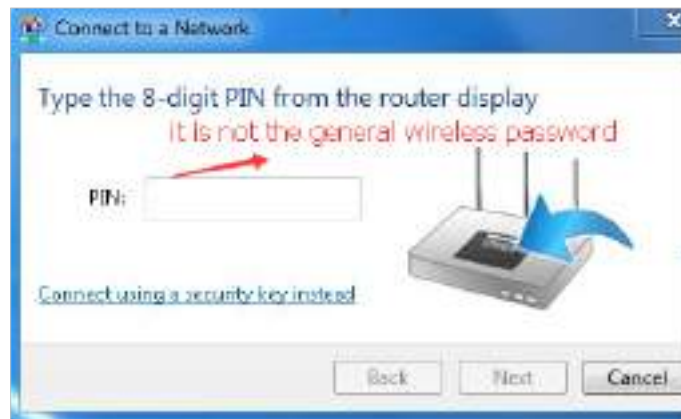 Connect to a Network
Type the 8-digit PIN from the router display
it is not the general wireless password
PIN:
Connect using a security key instead
Back
Next
Cancel